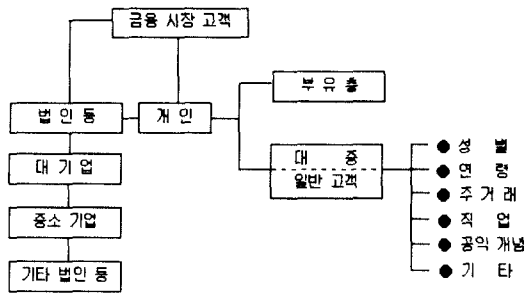 금융 시장 고객
법 인 등
개 인
부 유 층
대 기 업
대 중
일반 고객
중소 기업
기타 법인 등
● 성 별
● 연 령
● 주 거 래
● 직 업
● 공익 개념
● 기 타